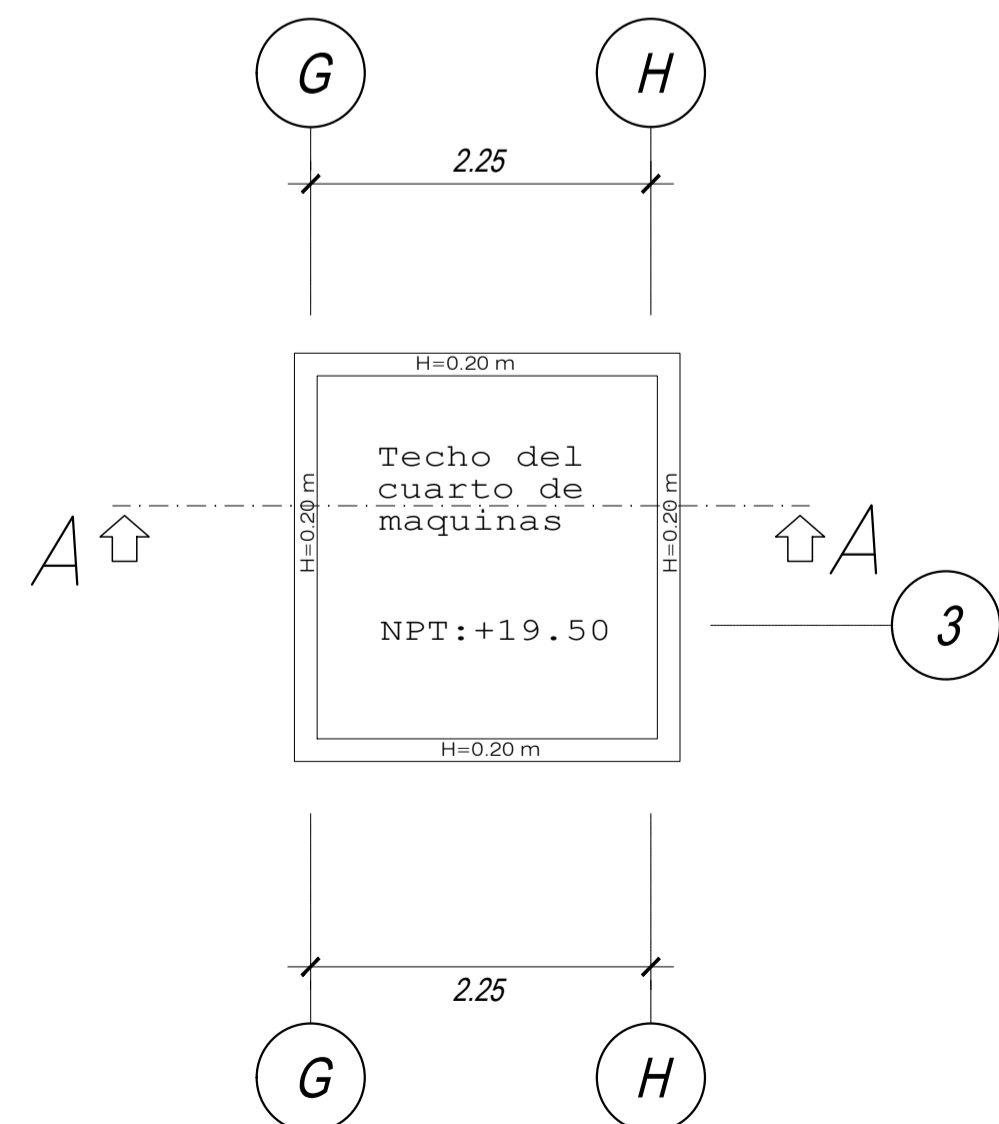 G H
2.25
H=0.20 m
Techo del
cuarto de
maquinas
H=0.20 m
H=0.20 m
A A
3
NPT:+19.50
H=0.20 m
2.25
G H